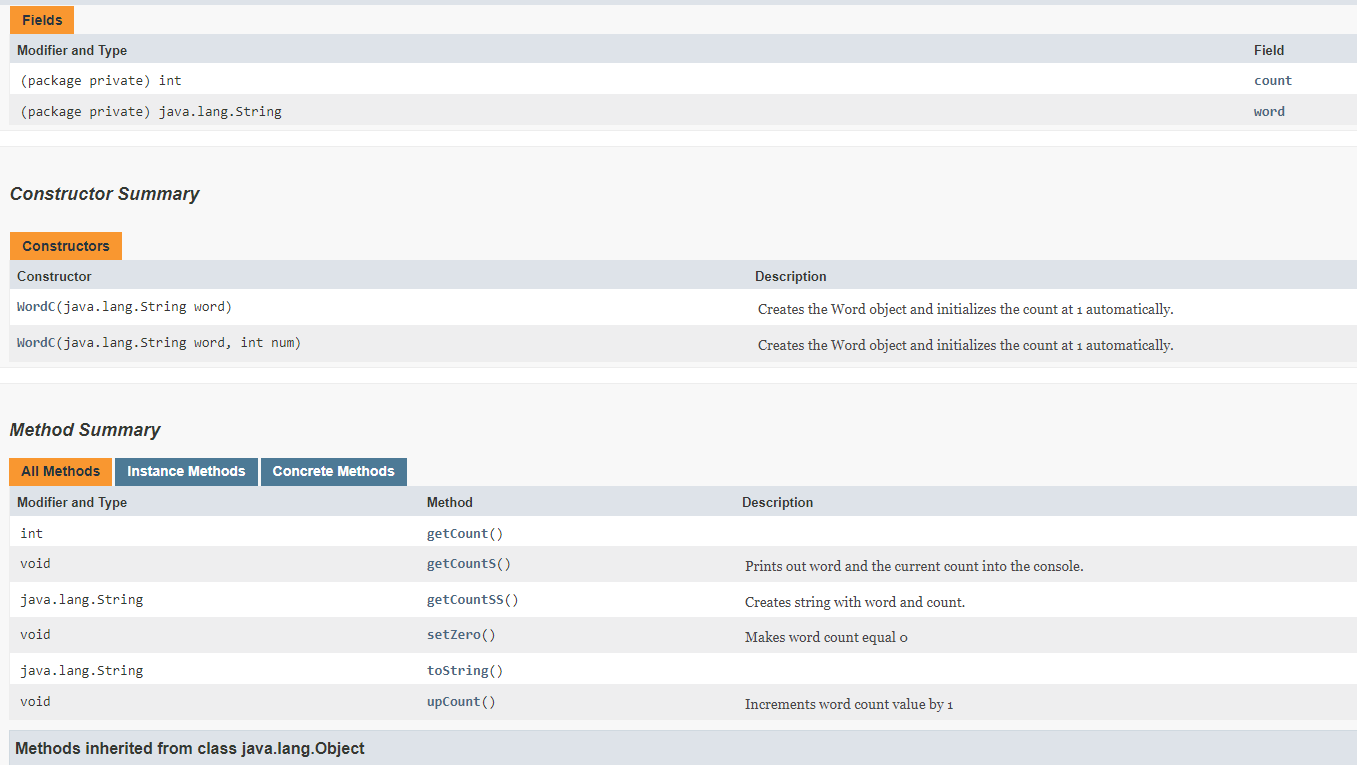 Fields
Modifier and Type Field
(package private) int count
(package private) java.lang.String word
Constructor Summary
Constructors
Constructor Description
WordC(java.lang.String word) Creates the Word object and initializes the count at 1 automatically.
WordC(java.lang.String word, int num) Creates the Word object and initializes the count at 1 automatically.
Method Summary
All Methods Instance Methods Concrete Methods
Modifier and Type Method Description
int getCount()
void getCountS() Prints out word and the current count into the console.
java.lang.String getCountSS() Creates string with word and count.
void setZero() Makes word count equal 0
java.lang.String toString()
void upCount() Increments word count value by 1
Methods inherited from class java.lang.Object